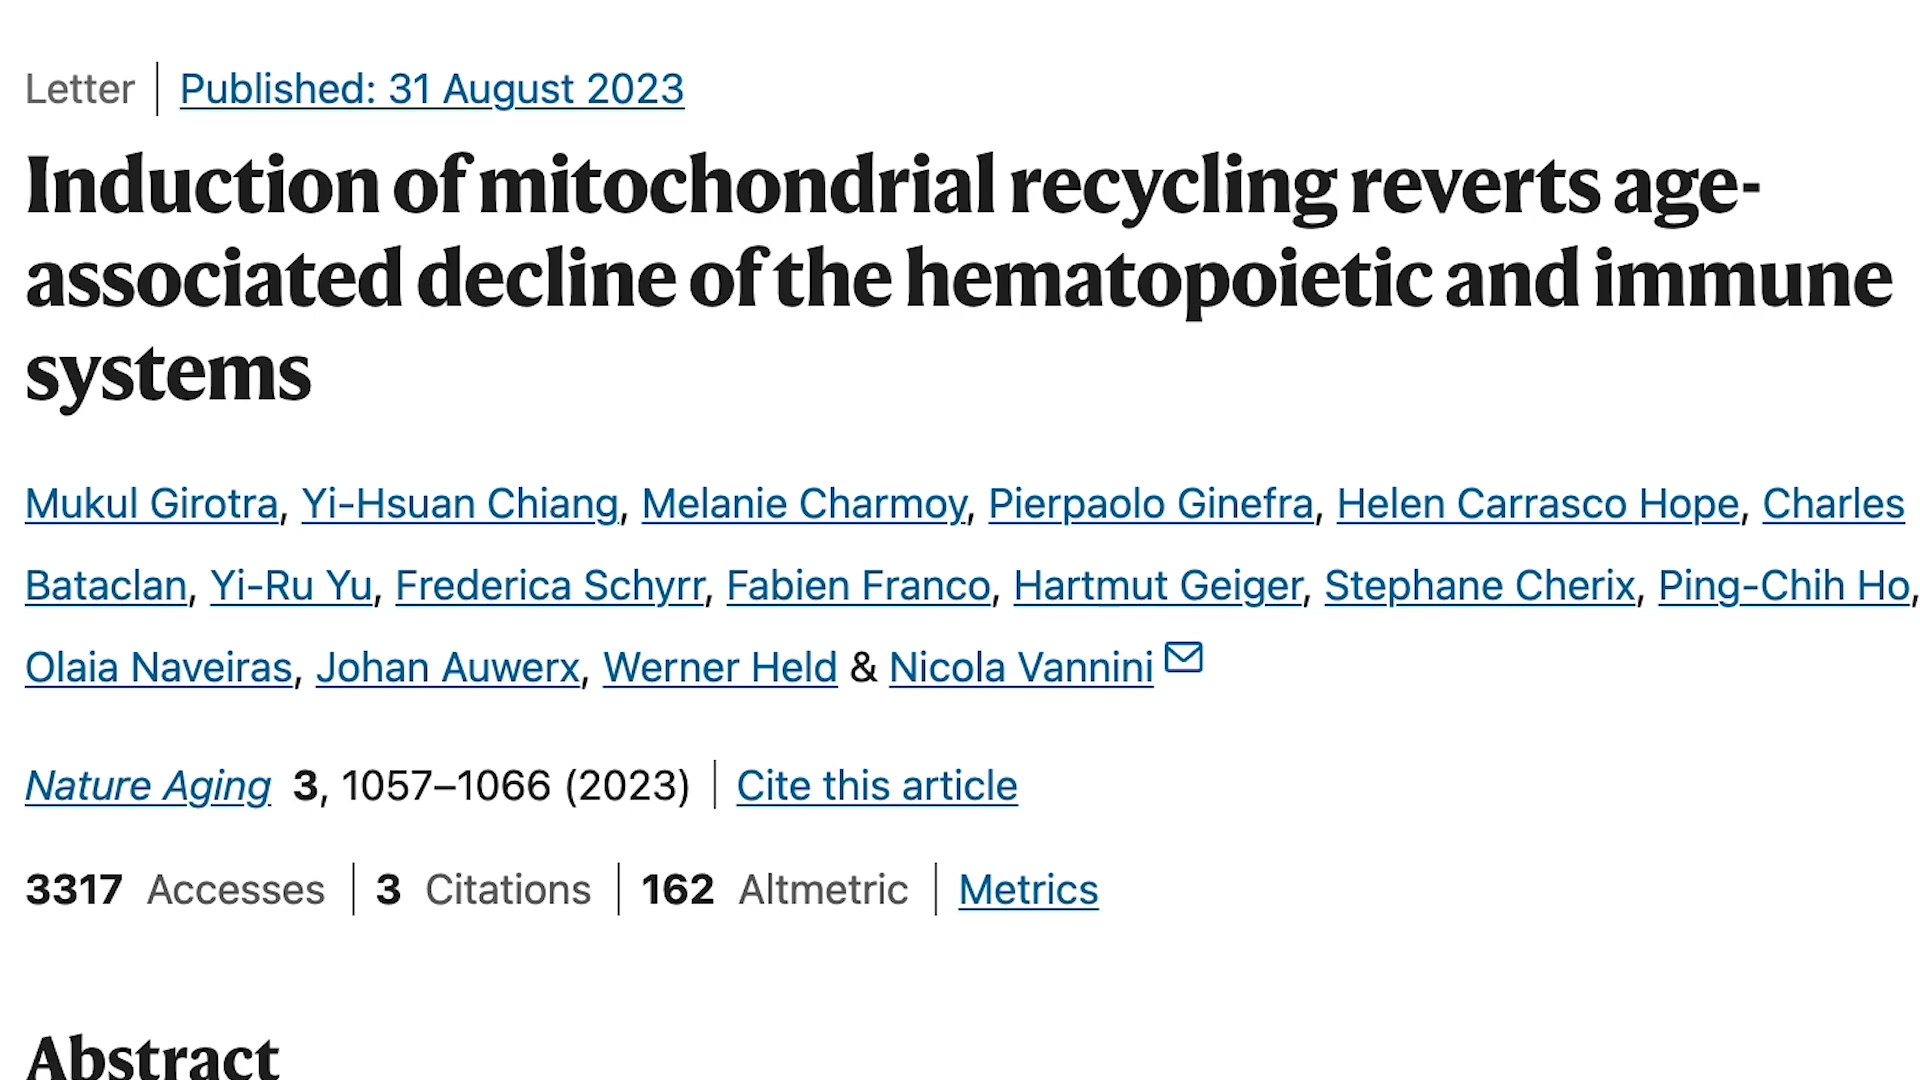 Letter | Published: 31 August 2023
Induction of mitochondrial recycling reverts age-
associated decline of the hematopoietic and immune
systems
Mukul Girotra, Yi-Hsuan Chiang, Melanie Charmoy, Pierpaolo Ginefra, Helen Carrasco Hope, Charles
Bataclan, Yi-Ru Yu, Frederica Schyrr, Fabien Franco, Hartmut Geiger, Stephane Cherix, Ping-Chih Ho,
Olaia Naveiras, Johan Auwerx, Werner Held & Nicola Vannini
Nature Aging 3, 1057–1066 (2023) | Cite this article
3317 Accesses | 3 Citations | 162 Altmetric | Metrics
Abstract